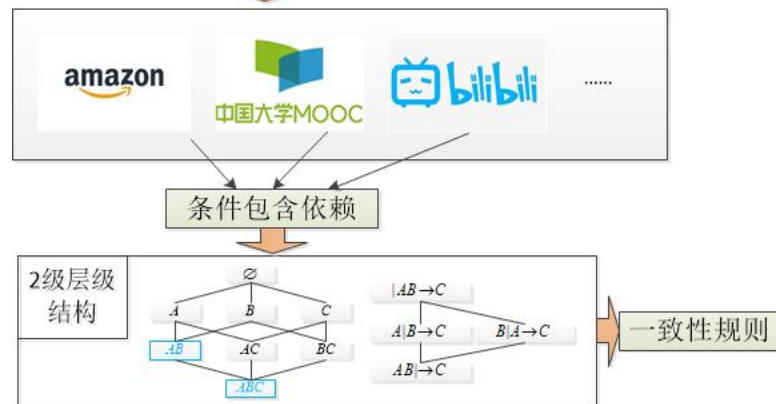 amazon
中国大学MOOC
bilibili
......
条件包含依赖
2级层级
结构
∅
A B C
AB AC BC
ABC
|AB→C
A|B→C B|A→C
AB|→C
一致性规则